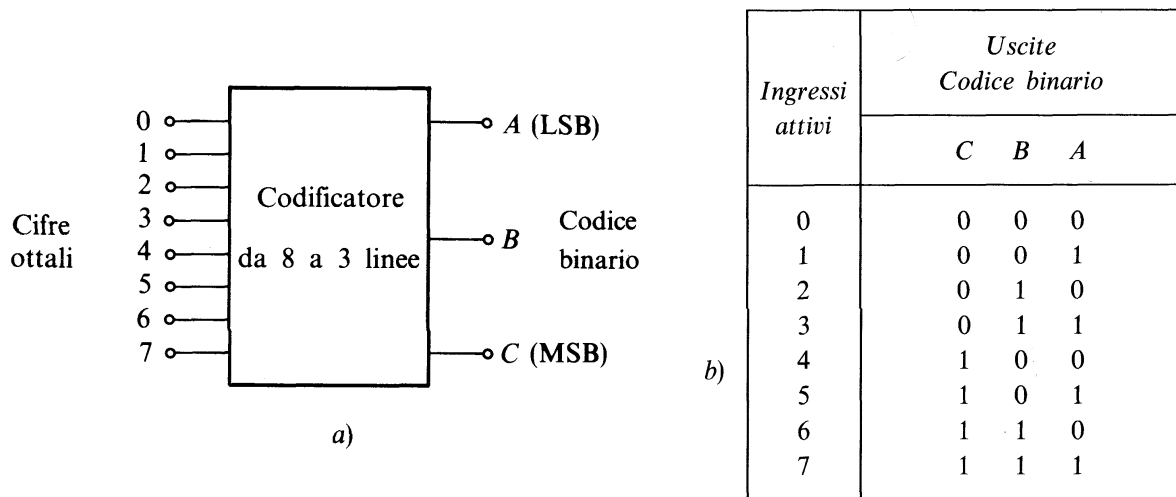 Cifre
ottali
0
1
2
3
4
5
6
7
Codificatore
da 8 a 3 linee
A (LSB)
B
C (MSB)
Codice
binario
a)
b)
Ingressi
attivi
Uscite
Codice binario
C B A
0 0 0 0
1 0 0 1
2 0 1 0
3 0 1 1
4 1 0 0
5 1 0 1
6 1 1 0
7 1 1 1